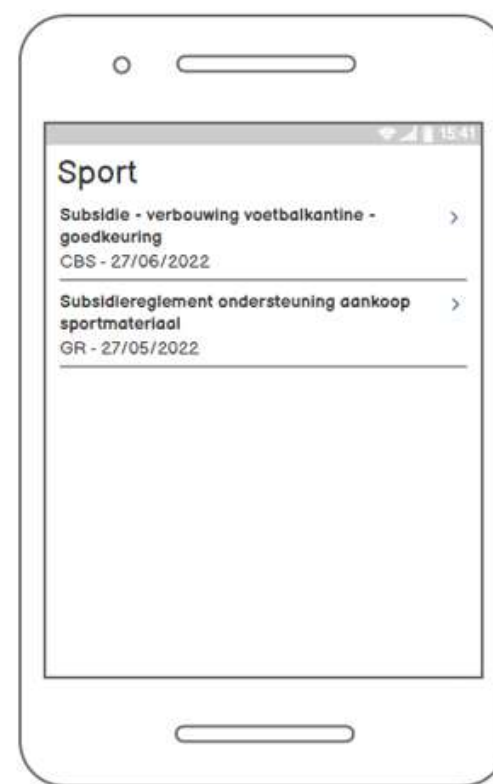 15:41
Sport
Subsidie - verbouwing voetbalkantine -
goedkeuring
CBS - 27/06/2022
Subsidiereglement ondersteuning aankoop
sportmateriaal
GR - 27/05/2022